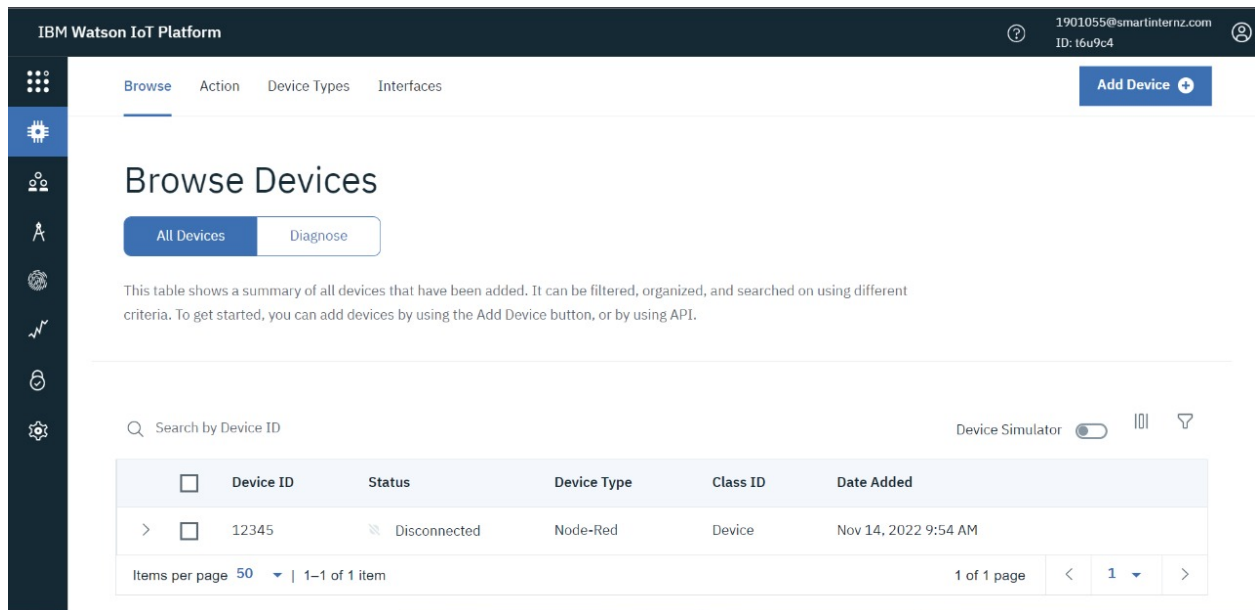 IBM Watson IoT Platform
1901055@smartinternz.com
ID: t6u9c4
Browse Action Device Types Interfaces
Add Device
Browse Devices
All Devices Diagnose
This table shows a summary of all devices that have been added. It can be filtered, organized, and searched on using different
criteria. To get started, you can add devices by using the Add Device button, or by using API.
Search by Device ID
Device Simulator
Device ID Status Device Type Class ID Date Added
12345 Disconnected Node-Red Device Nov 14, 2022 9:54 AM
Items per page 50 | 1–1 of 1 item
1 of 1 page < 1 >